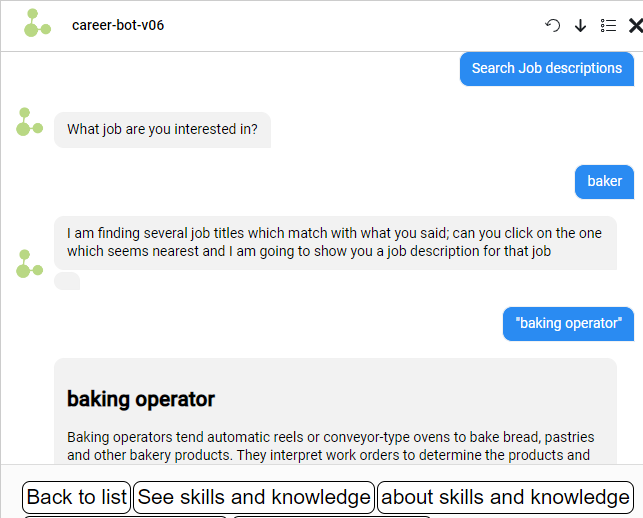 career-bot-v06
Search Job descriptions
What job are you interested in?
baker
I am finding several job titles which match with what you said; can you click on the one
which seems nearest and I am going to show you a job description for that job
"baking operator"
baking operator
Baking operators tend automatic reels or conveyor-type ovens to bake bread, pastries
and other bakery products. They interpret work orders to determine the products and
Back to list See skills and knowledge about skills and knowledge